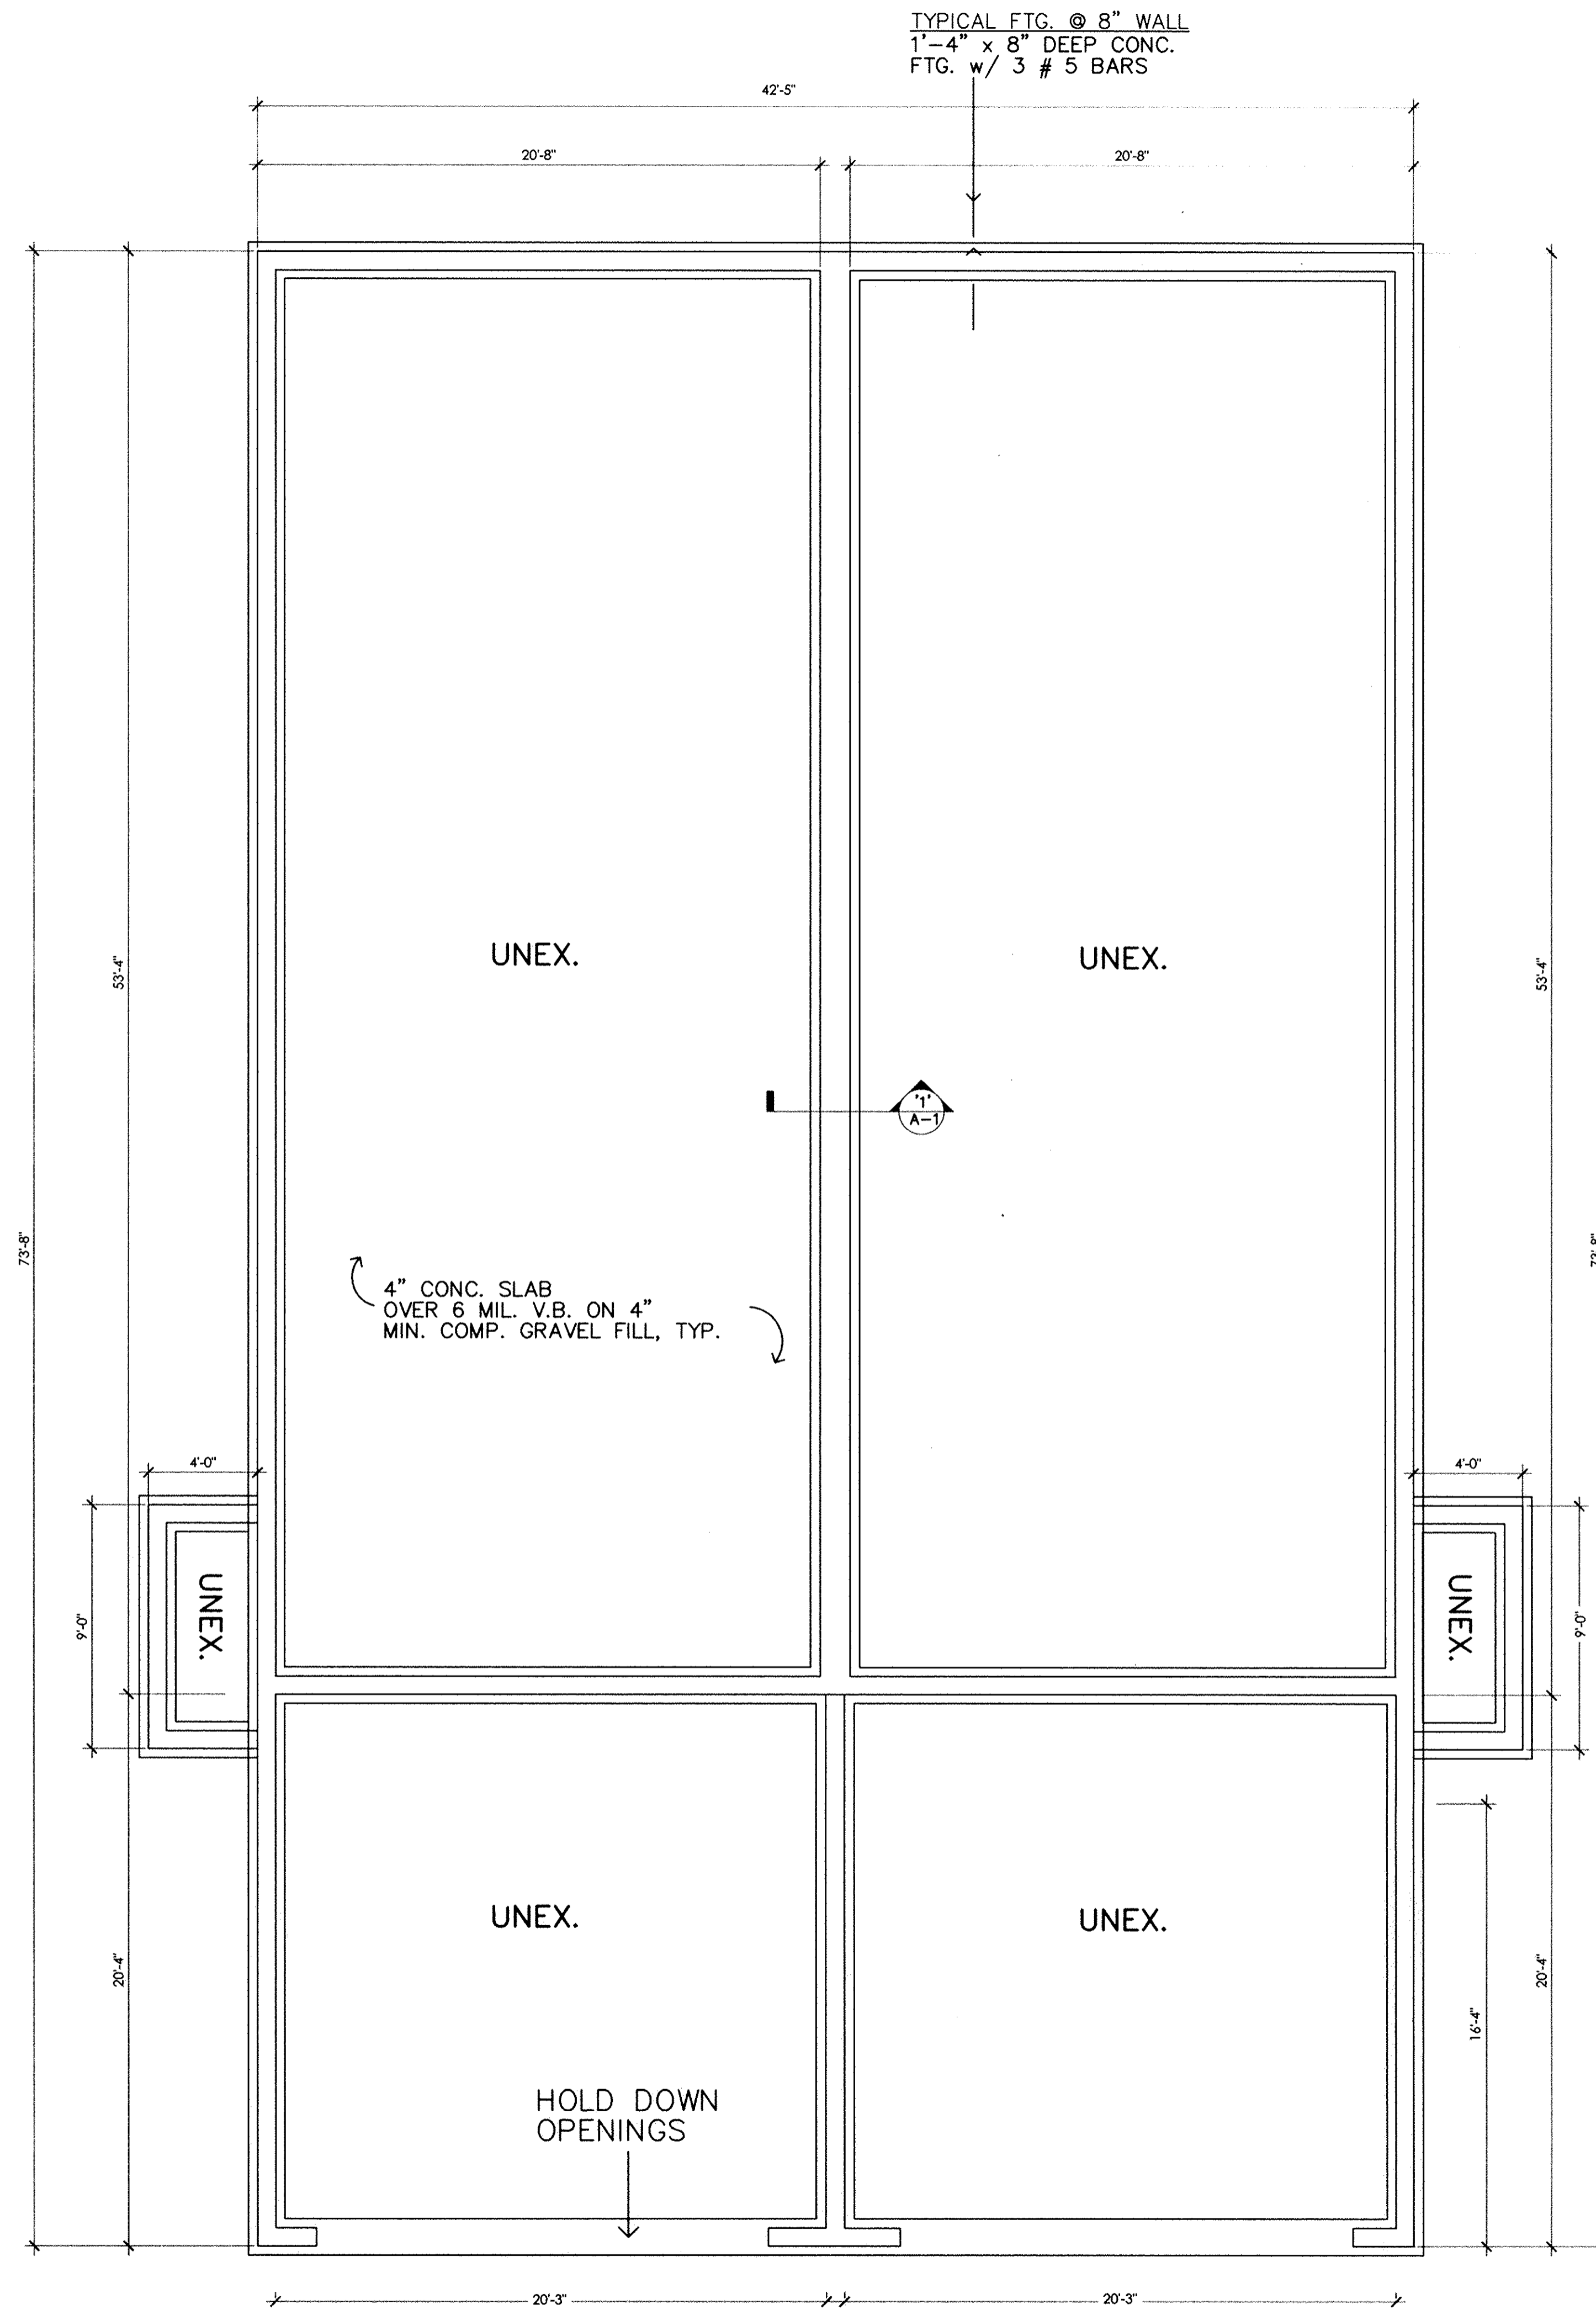 TYPICAL FTG. @ 8" WALL
1'-4" x 8" DEEP CONC.
FTG. w/ 3 # 5 BARS
42'-5"
20'-8"
20'-8"
53'-4"
UNEX.
UNEX.
53'-4"
'1'
A-1
73'-8"
73'-8"
4" CONC. SLAB
OVER 6 MIL. V.B. ON 4"
MIN. COMP. GRAVEL FILL, TYP.
4'-0"
4'-0"
9'-0"
UNEX.
UNEX.
9'-0"
UNEX.
UNEX.
20'-4"
20'-4"
16'-4"
HOLD DOWN
OPENINGS
20'-3"
20'-3"